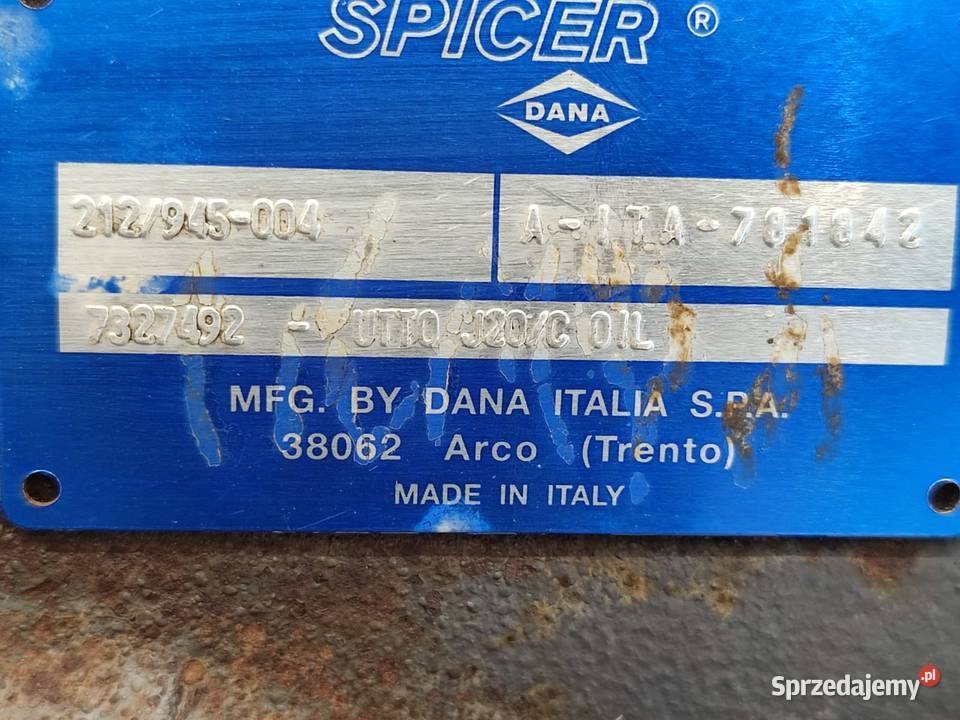 SPICER ®
DANA
212/945-004 A-ITA-781842
7327492 - UTTO J20/C OIL
MFG. BY DANA ITALIA S.P.A.
38062 Arco (Trento)
MADE IN ITALY
Sprzedajemy.pl